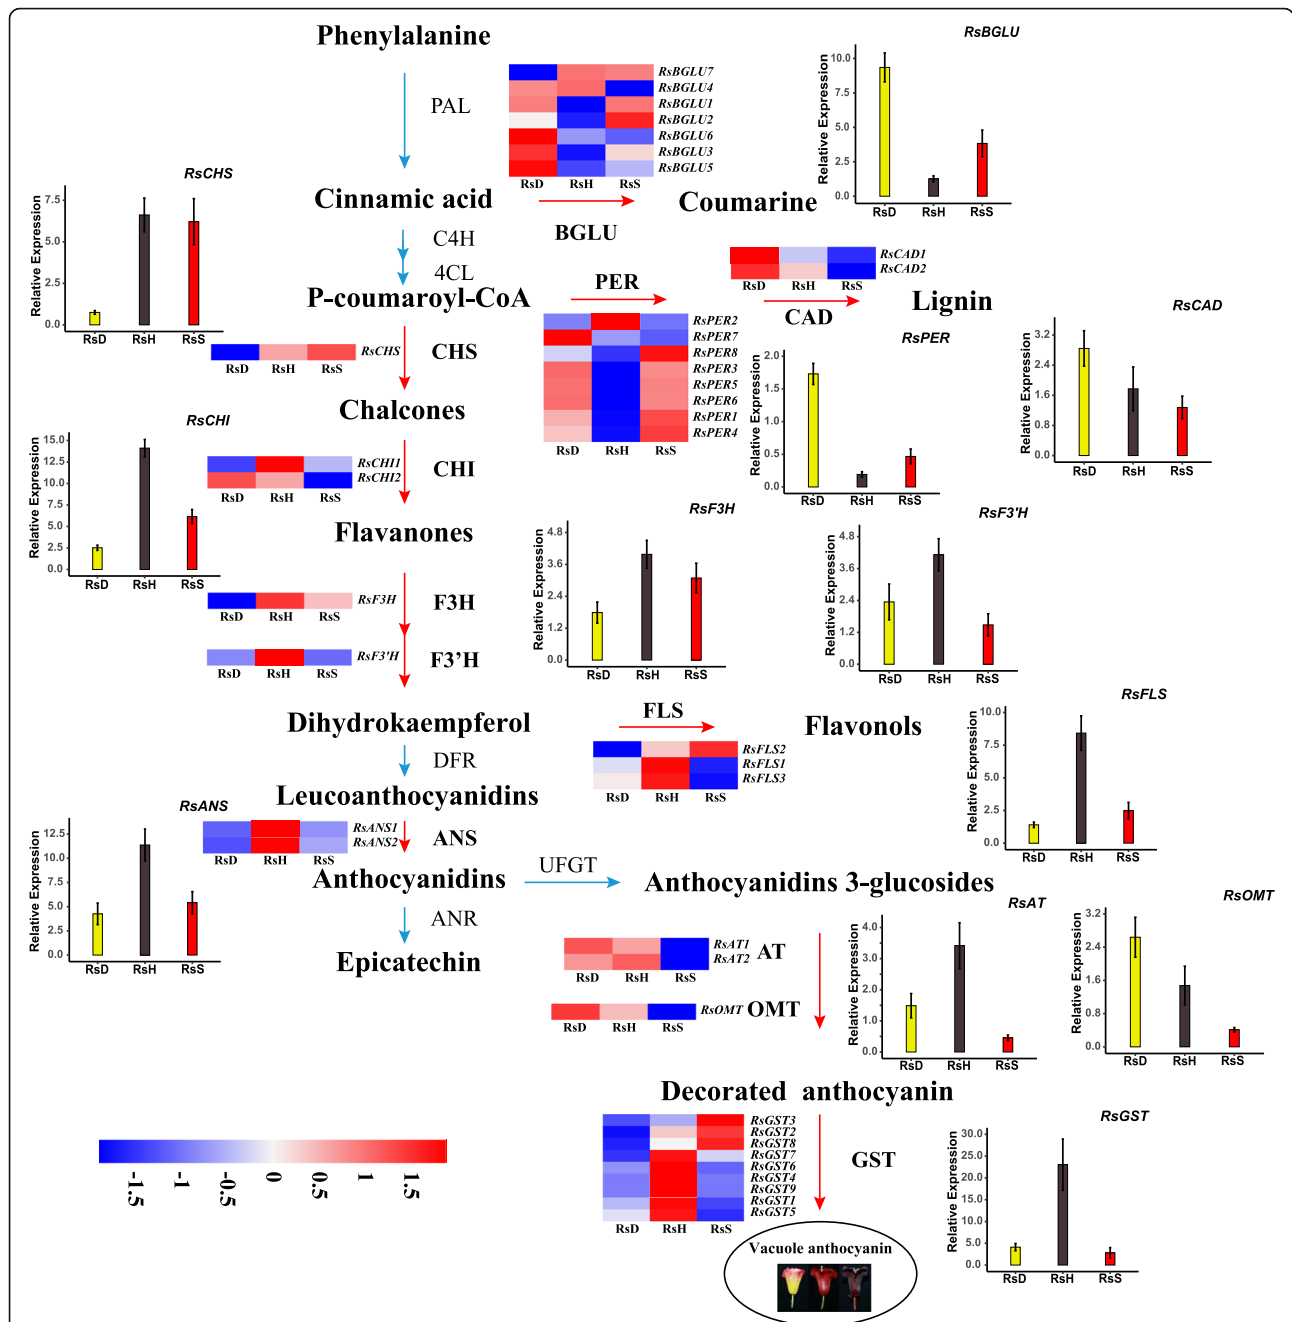 Phenylalanine
PAL
RsBGLU7
RsBGLU4
RsBGLU1
RsBGLU2
RsBGLU6
RsBGLU3
RsBGLU5
RsD RsH RsS
BGLU
RsBGLU
Relative Expression
10.0
7.5
5.0
2.5
0.0
RsD RsH RsS
RsCHS
Relative Expression
7.5
5.0
2.5
0.0
RsD RsH RsS
Cinnamic acid
Coumarine
C4H
4CL
P-coumaroyl-CoA
PER
RsPER2
RsPER7
RsPER8
RsPER3
RsPER5
RsPER6
RsPER1
RsPER4
RsD RsH RsS
RsCAD1
RsCAD2
RsD RsH RsS
CAD
Lignin
RsCAD
Relative Expression
3.2
2.4
1.6
0.8
0.0
RsD RsH RsS
RsPER
Relative Expression
2.0
1.5
1.0
0.5
0.0
RsD RsH RsS
RsCHS
RsD RsH RsS
CHS
Chalcones
RsCHI
Relative Expression
15.0
12.5
10.0
7.5
5.0
2.5
0.0
RsD RsH RsS
RsCHI1
RsCHI2
RsD RsH RsS
CHI
Flavanones
RsF3H
Relative Expression
4.8
3.6
2.4
1.2
0.0
RsD RsH RsS
RsF3'H
Relative Expression
4.8
3.6
2.4
1.2
0.0
RsD RsH RsS
RsF3H
RsD RsH RsS
F3H
RsF3'H
RsD RsH RsS
F3’H
Dihydrokaempferol
FLS
Flavonols
RsFLS2
RsFLS1
RsFLS3
RsD RsH RsS
RsFLS
Relative Expression
10.0
7.5
5.0
2.5
0.0
RsD RsH RsS
DFR
Leucoanthocyanidins
RsANS
Relative Expression
12.5
10.0
7.5
5.0
2.5
0.0
RsD RsH RsS
RsANS1
RsANS2
RsD RsH RsS
ANS
Anthocyanidins
UFGT
Anthocyanidins 3-glucosides
ANR
Epicatechin
RsAT1
RsAT2
RsD RsH RsS
AT
RsOMT
RsD RsH RsS
OMT
RsAT
Relative Expression
4.0
3.0
2.0
1.0
0.0
RsD RsH RsS
RsOMT
Relative Expression
3.2
2.4
1.6
0.8
0.0
RsD RsH RsS
Decorated anthocyanin
RsGST3
RsGST2
RsGST8
RsGST7
RsGST6
RsGST4
RsGST9
RsGST1
RsGST5
RsD RsH RsS
GST
RsGST
Relative Expression
30.0
25.0
20.0
15.0
10.0
5.0
0.0
RsD RsH RsS
-1.5 -1 -0.5 0 0.5 1 1.5
Vacuole anthocyanin